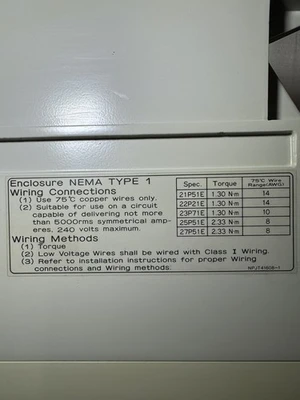 Enclosure NEMA TYPE 1
Wiring Connections
(1) Use 75℃ copper wires only.
(2) Suitable for use on a circuit
capable of delivering not more
than 5000rms symmetrical amp-
eres, 240 volts maximum.
Wiring Methods
(1) Torque
(2) Low Voltage Wires shall be wired with Class I Wiring.
(3) Refer to installation instructions for proper Wiring
connections and Wiring methods.
Spec. Torque 75℃ Wire Range(AWG)
21P51E 1.30 N·m 14
22P21E 1.30 N·m 14
23P71E 1.30 N·m 10
25P51E 2.33 N·m 8
27P51E 2.33 N·m 8